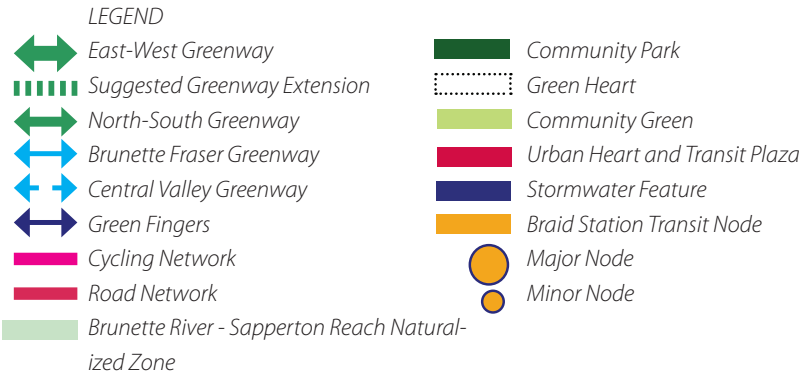 LEGEND
East-West Greenway
Suggested Greenway Extension
North-South Greenway
Brunette Fraser Greenway
Central Valley Greenway
Green Fingers
Cycling Network
Road Network
Brunette River - Sapperton Reach Natural-
ized Zone
Community Park
Green Heart
Community Green
Urban Heart and Transit Plaza
Stormwater Feature
Braid Station Transit Node
Major Node
Minor Node